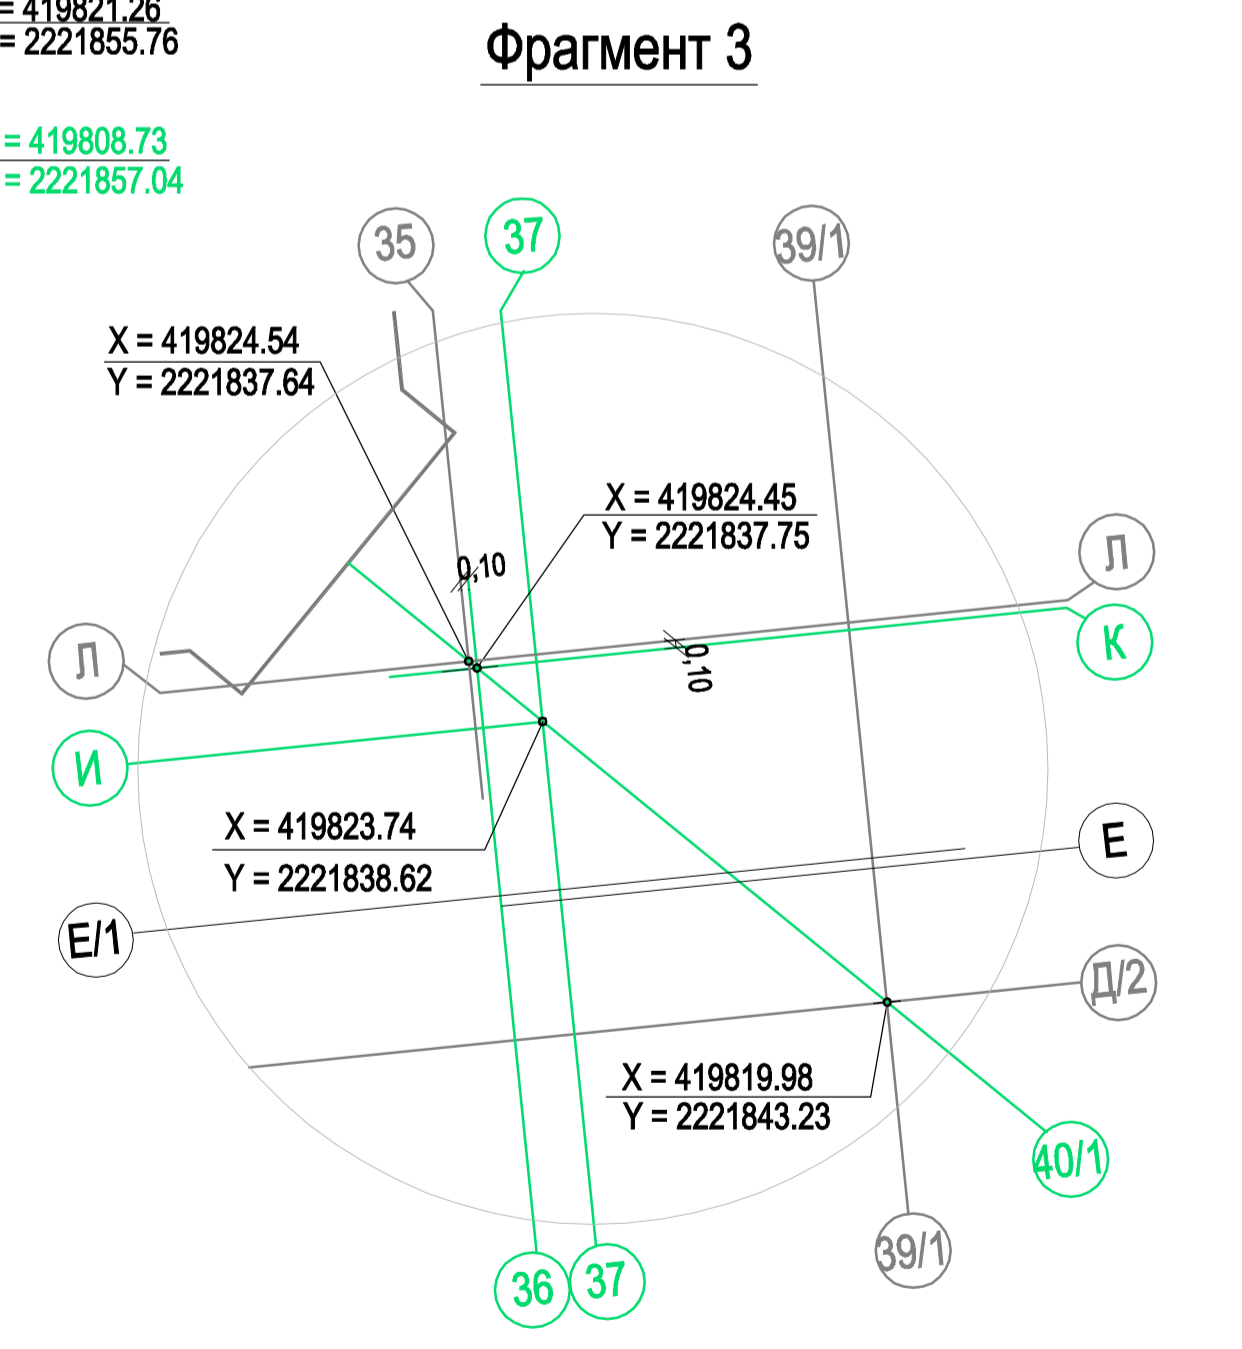 = 419821.26
= 2221855.76
Фрагмент 3
= 419808.73
= 2221857.04
35
37
39/1
X = 419824.54
Y = 2221837.64
X = 419824.45
Y = 2221837.75
0,10
Л
К
0,10
Л
И
X = 419823.74
Y = 2221838.62
Е
Е/1
Д/2
X = 419819.98
Y = 2221843.23
40/1
39/1
36
37